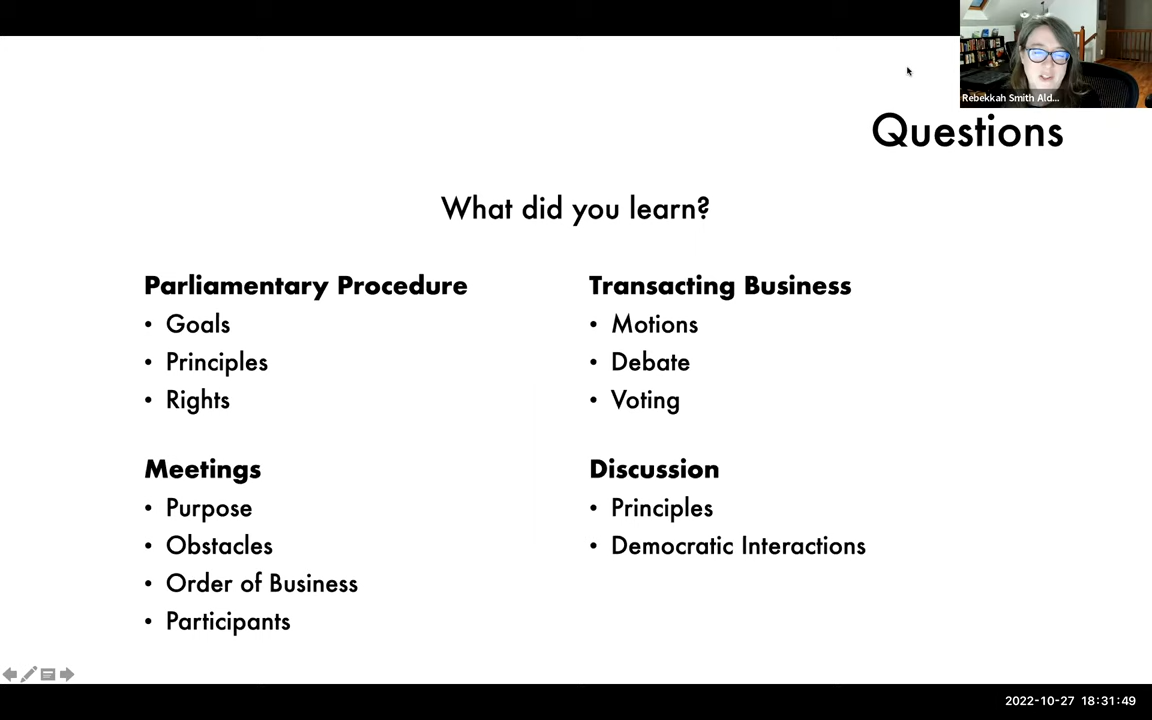 Rebekkah Smith Ald...
Questions
What did you learn?
Parliamentary Procedure
• Goals
• Principles
• Rights
Meetings
• Purpose
• Obstacles
• Order of Business
• Participants
Transacting Business
• Motions
• Debate
• Voting
Discussion
• Principles
• Democratic Interactions
2022-10-27 18:31:49